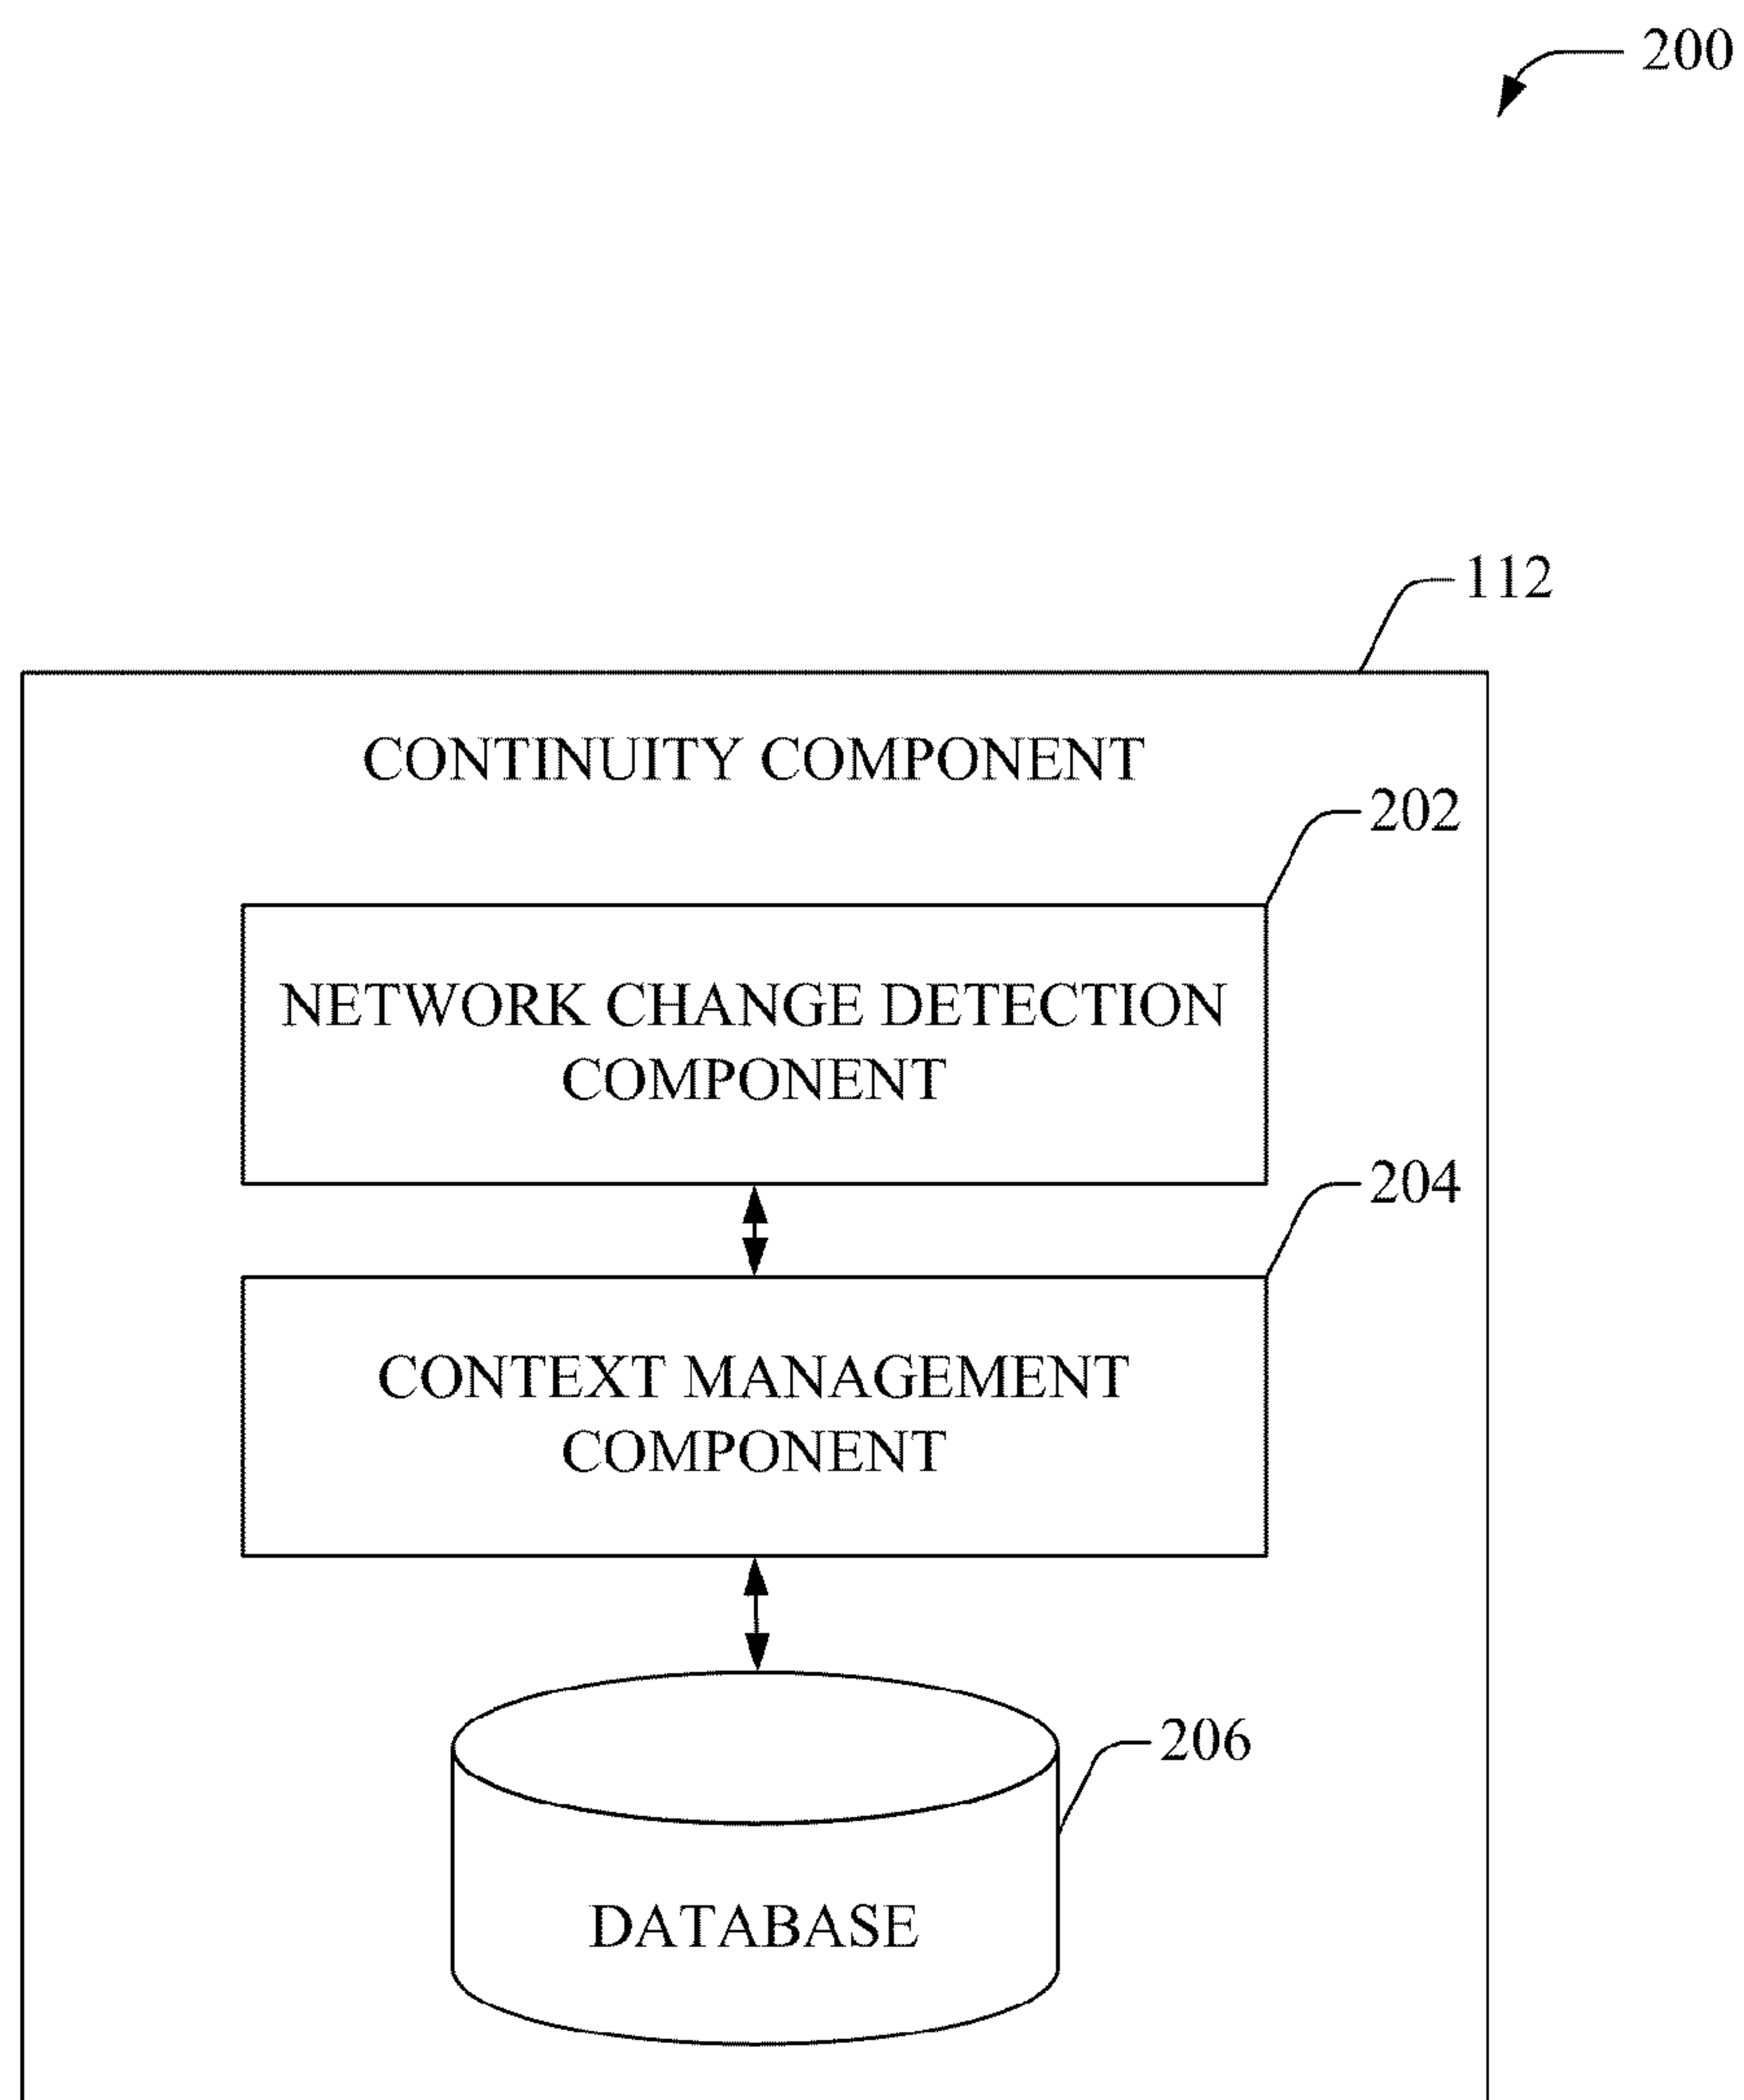 200
112
CONTINUITY COMPONENT
202
NETWORK CHANGE DETECTION
COMPONENT
204
CONTEXT MANAGEMENT
COMPONENT
206
DATABASE